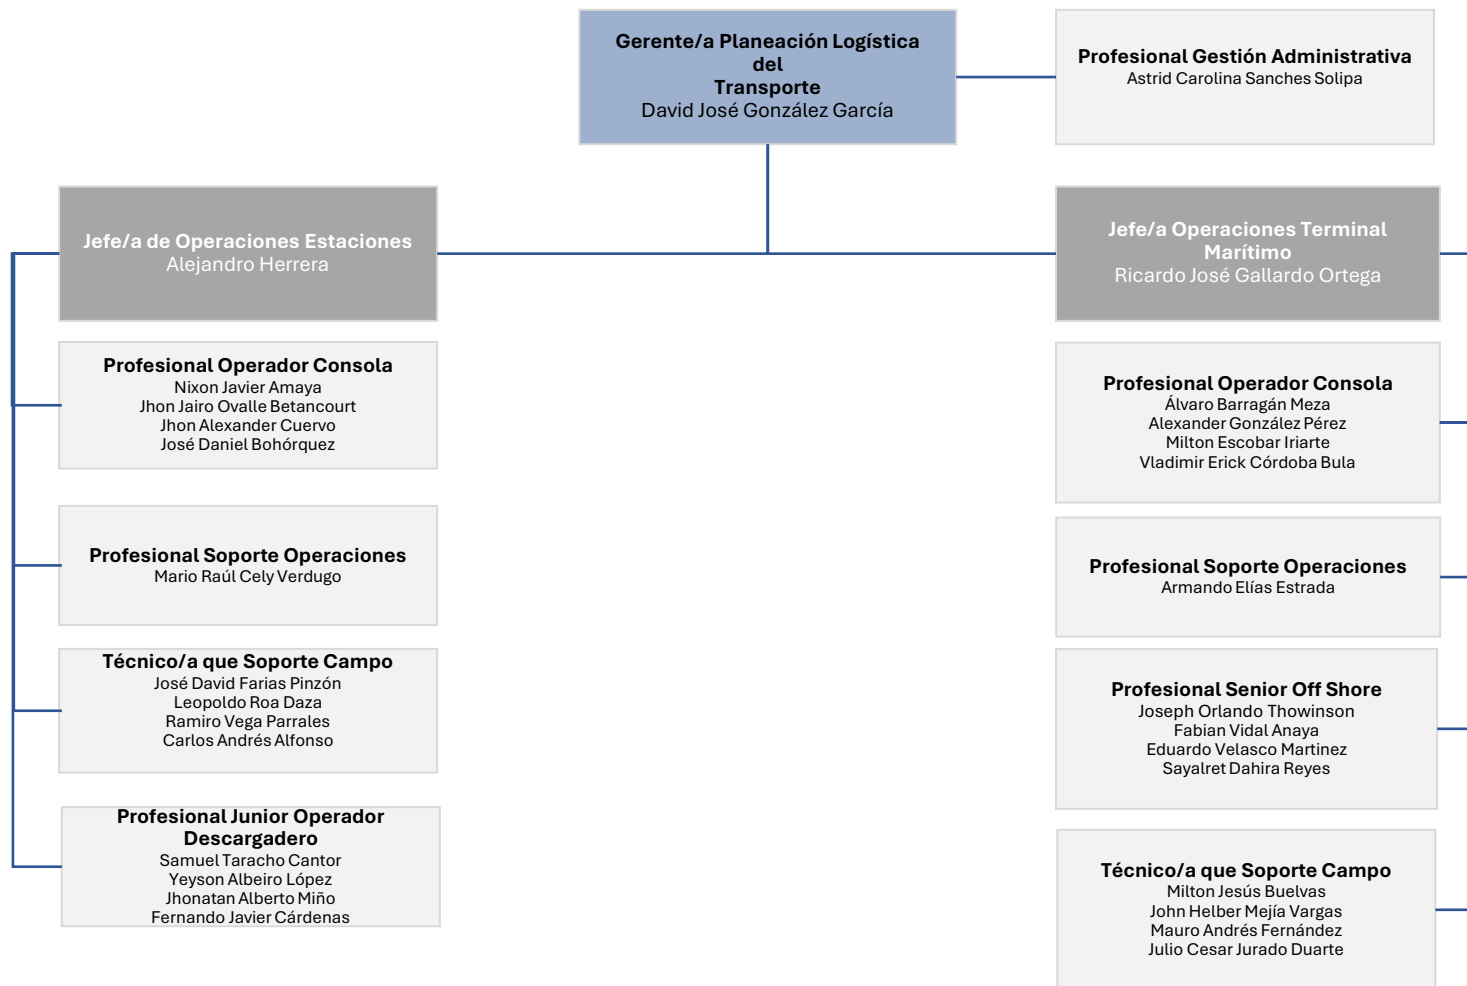 Gerente/a Planeación Logística
del
Transporte
David José González García
Profesional Gestión Administrativa
Astrid Carolina Sanches Solipa
Jefe/a de Operaciones Estaciones
Alejandro Herrera
Jefe/a Operaciones Terminal
Marítimo
Ricardo José Gallardo Ortega
Profesional Operador Consola
Nixon Javier Amaya
Jhon Jairo Ovalle Betancourt
Jhon Alexander Cuervo
José Daniel Bohórquez
Profesional Soporte Operaciones
Mario Raúl Cely Verdugo
Técnico/a que Soporte Campo
José David Farias Pinzón
Leopoldo Roa Daza
Ramiro Vega Parrales
Carlos Andrés Alfonso
Profesional Junior Operador
Descargadero
Samuel Taracho Cantor
Yeyson Albeiro López
Jhonatan Alberto Miño
Fernando Javier Cárdenas
Profesional Operador Consola
Álvaro Barragán Meza
Alexander González Pérez
Milton Escobar Iriarte
Vladimir Erick Córdoba Bula
Profesional Soporte Operaciones
Armando Elías Estrada
Profesional Senior Off Shore
Joseph Orlando Thowinson
Fabian Vidal Anaya
Eduardo Velasco Martinez
Sayalret Dahira Reyes
Técnico/a que Soporte Campo
Milton Jesús Buelvas
John Helber Mejía Vargas
Mauro Andrés Fernández
Julio Cesar Jurado Duarte